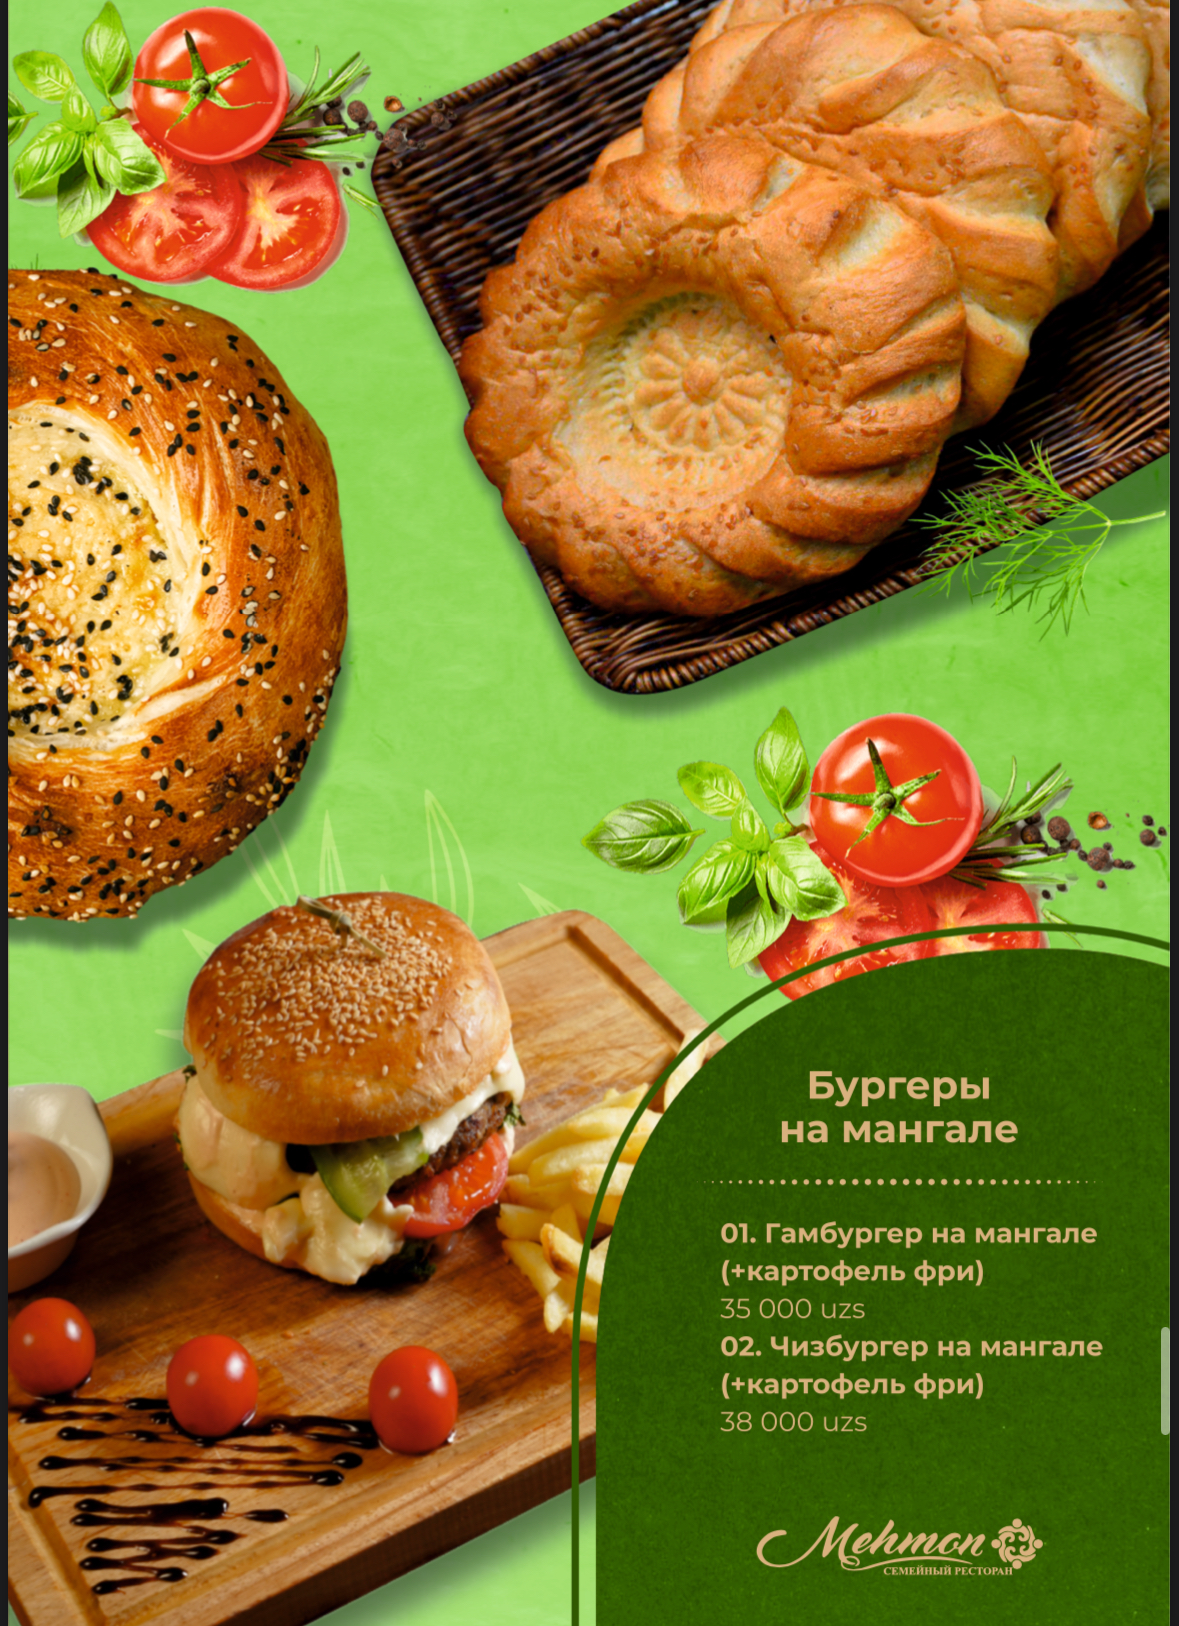 Бургеры
на мангале
01. Гамбургер на мангале
(+картофель фри)
35 000 uzs
02. Чизбургер на мангале
(+картофель фри)
38 000 uzs
Mehmon
СЕМЕЙНЫЙ РЕСТОРАН